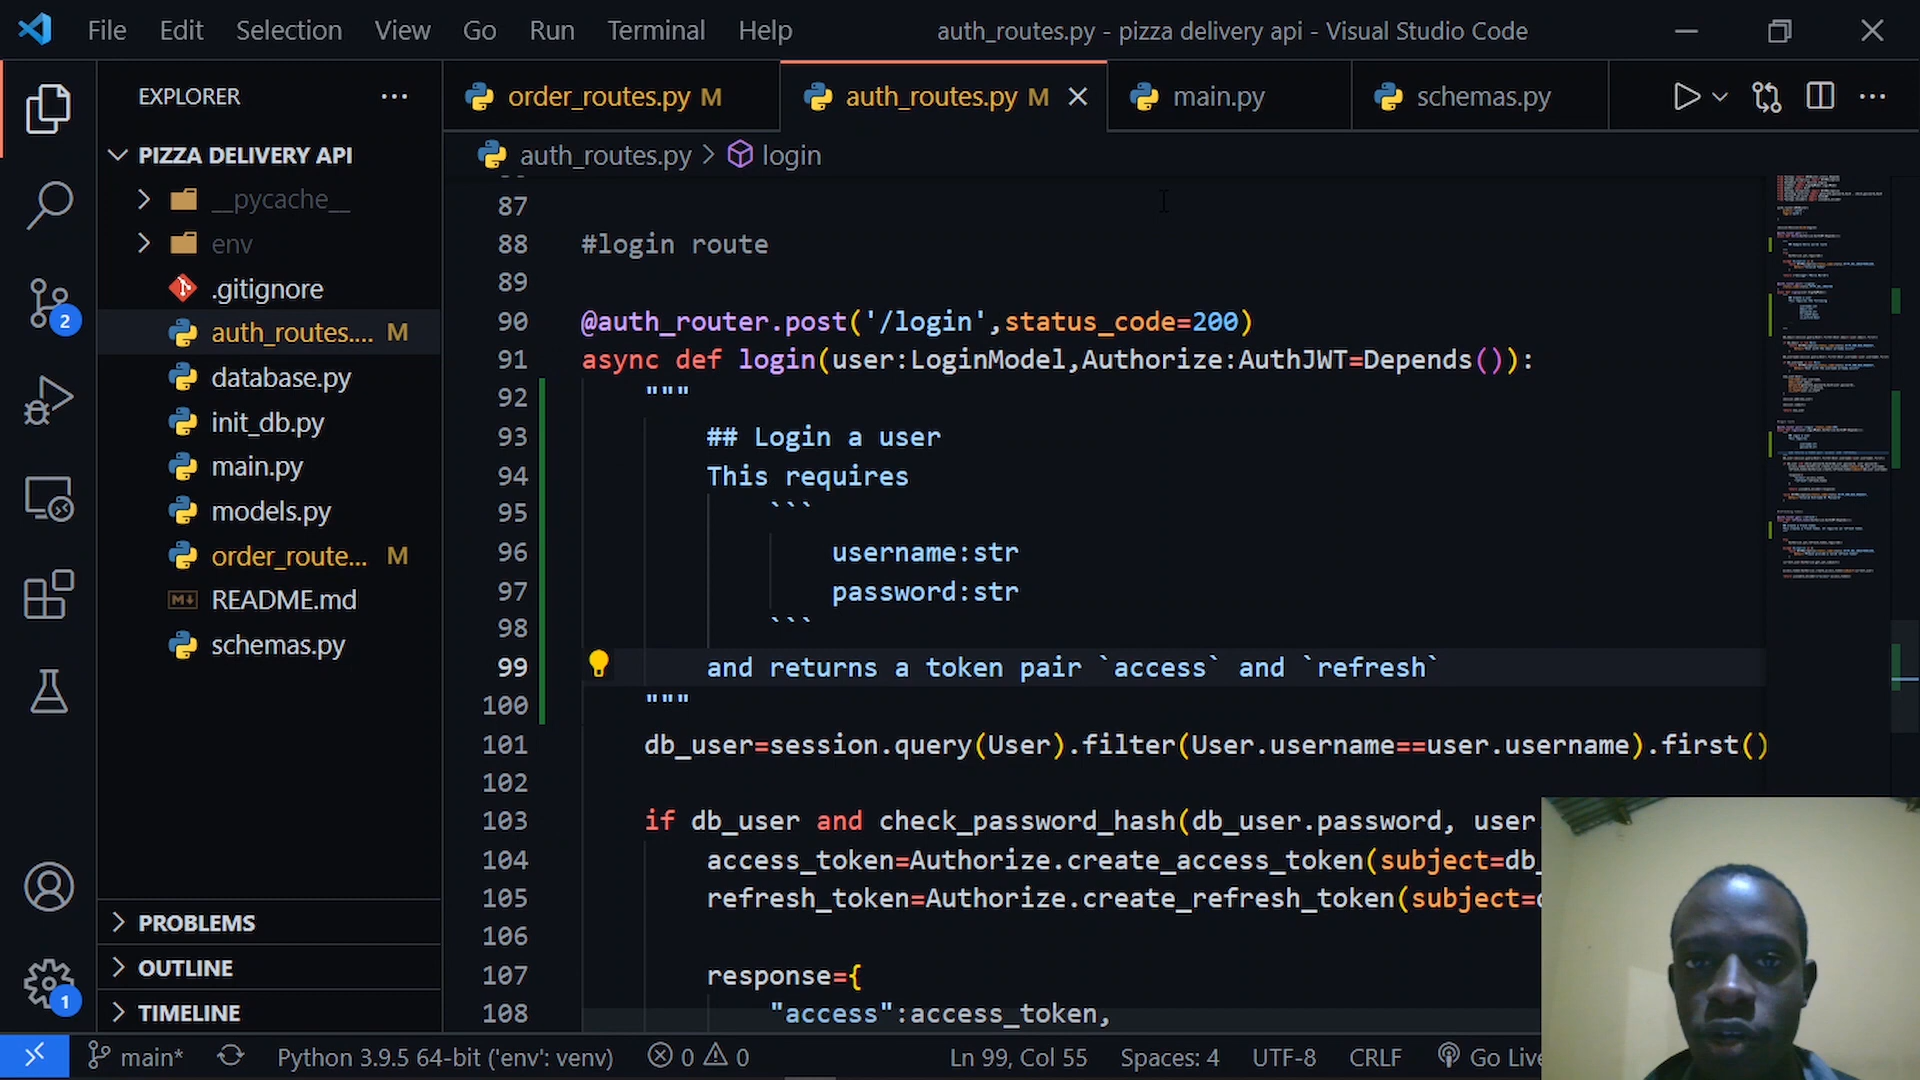 File Edit Selection View Go Run Terminal Help
auth_routes.py - pizza delivery api - Visual Studio Code
EXPLORER
order_routes.py M
auth_routes.py M
main.py
schemas.py
PIZZA DELIVERY API
__pycache__
env
.gitignore
auth_routes.... M
database.py
init_db.py
main.py
models.py
order_route... M
README.md
schemas.py
PROBLEMS
OUTLINE
TIMELINE
2
1
auth_routes.py > login
87
88 #login route
89
90 @auth_router.post('/login',status_code=200)
91 async def login(user:LoginModel,Authorize:AuthJWT=Depends()):
92 """
93 ## Login a user
94 This requires
95 ```
96 username:str
97 password:str
98 ```
99 and returns a token pair `access` and `refresh`
100 """
101 db_user=session.query(User).filter(User.username==user.username).first()
102
103 if db_user and check_password_hash(db_user.password, user
104 access_token=Authorize.create_access_token(subject=db_
105 refresh_token=Authorize.create_refresh_token(subject=
106
107 response={
108 "access":access_token,
main* Python 3.9.5 64-bit ('env': venv) 0 0 Ln 99, Col 55 Spaces: 4 UTF-8 CRLF Go Live